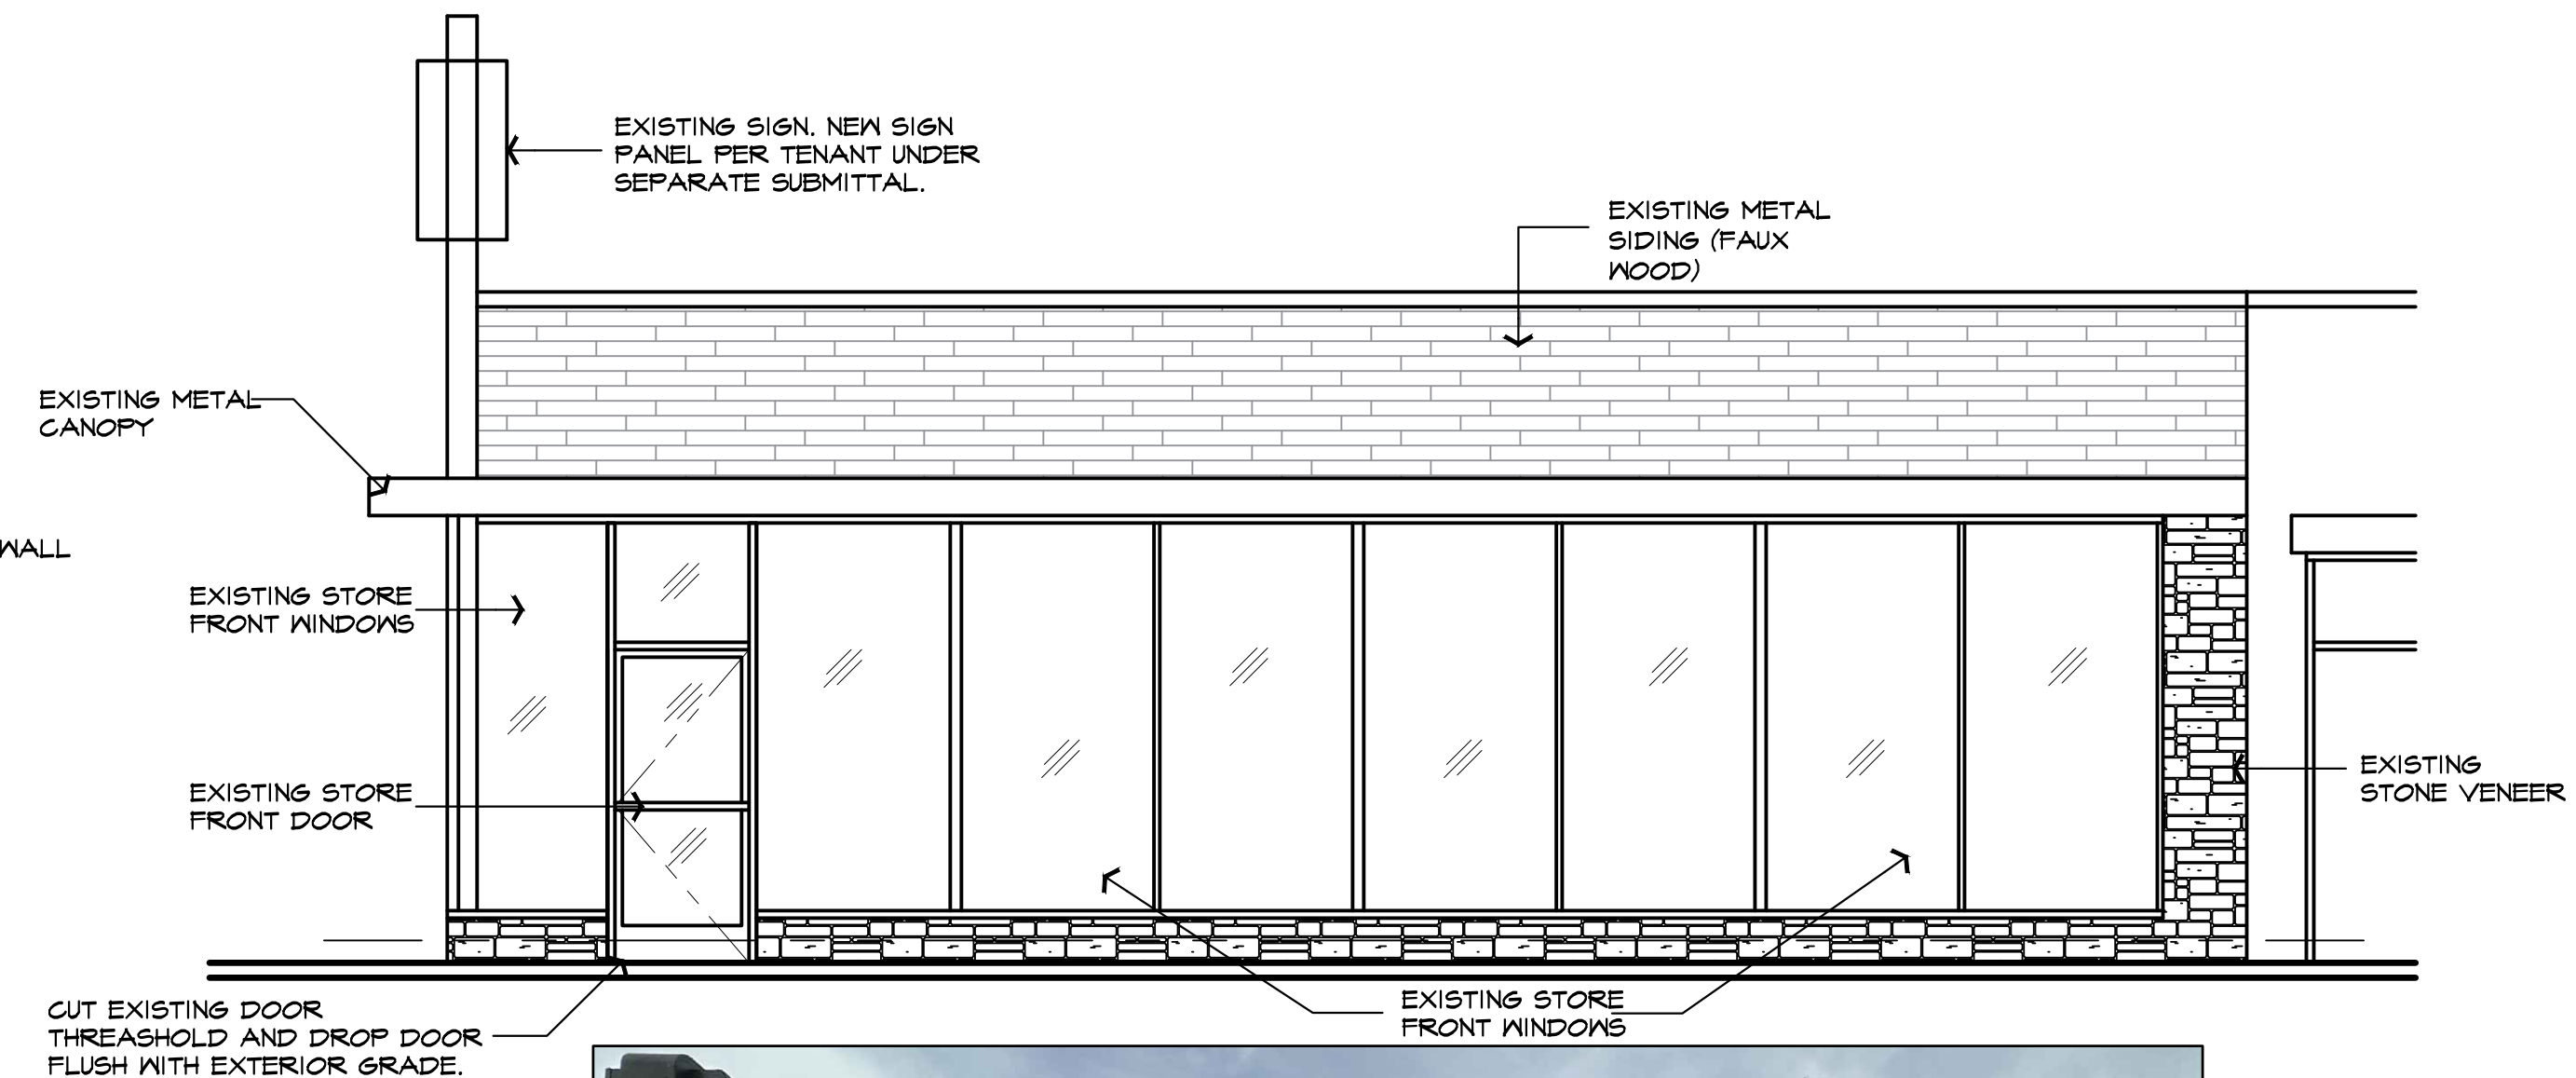 EXISTING SIGN. NEW SIGN
PANEL PER TENANT UNDER
SEPARATE SUBMITTAL.
EXISTING METAL
SIDING (FAUX
WOOD)
EXISTING METAL
CANOPY
WALL
EXISTING STORE
FRONT WINDOWS
EXISTING STORE
FRONT DOOR
EXISTING
STONE VENEER
CUT EXISTING DOOR
THREASHOLD AND DROP DOOR
FLUSH WITH EXTERIOR GRADE.
EXISTING STORE
FRONT WINDOWS